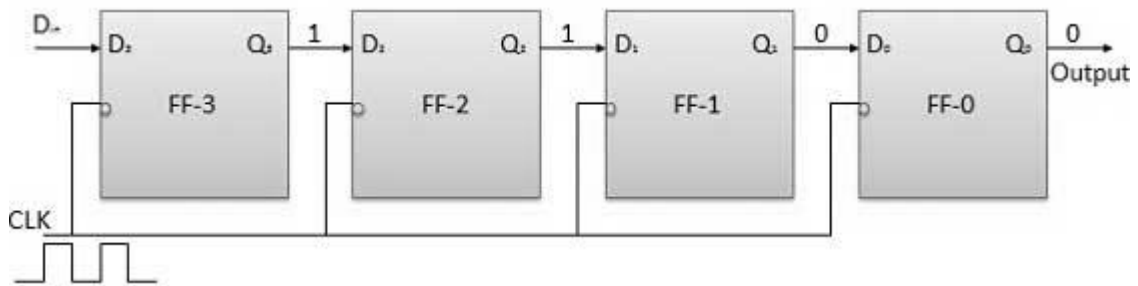 Din D₃ Q₃ 1 D₂ Q₂ 1 D₁ Q₁ 0 D₀ Q₀ 0
Output
FF-3 FF-2 FF-1 FF-0
CLK